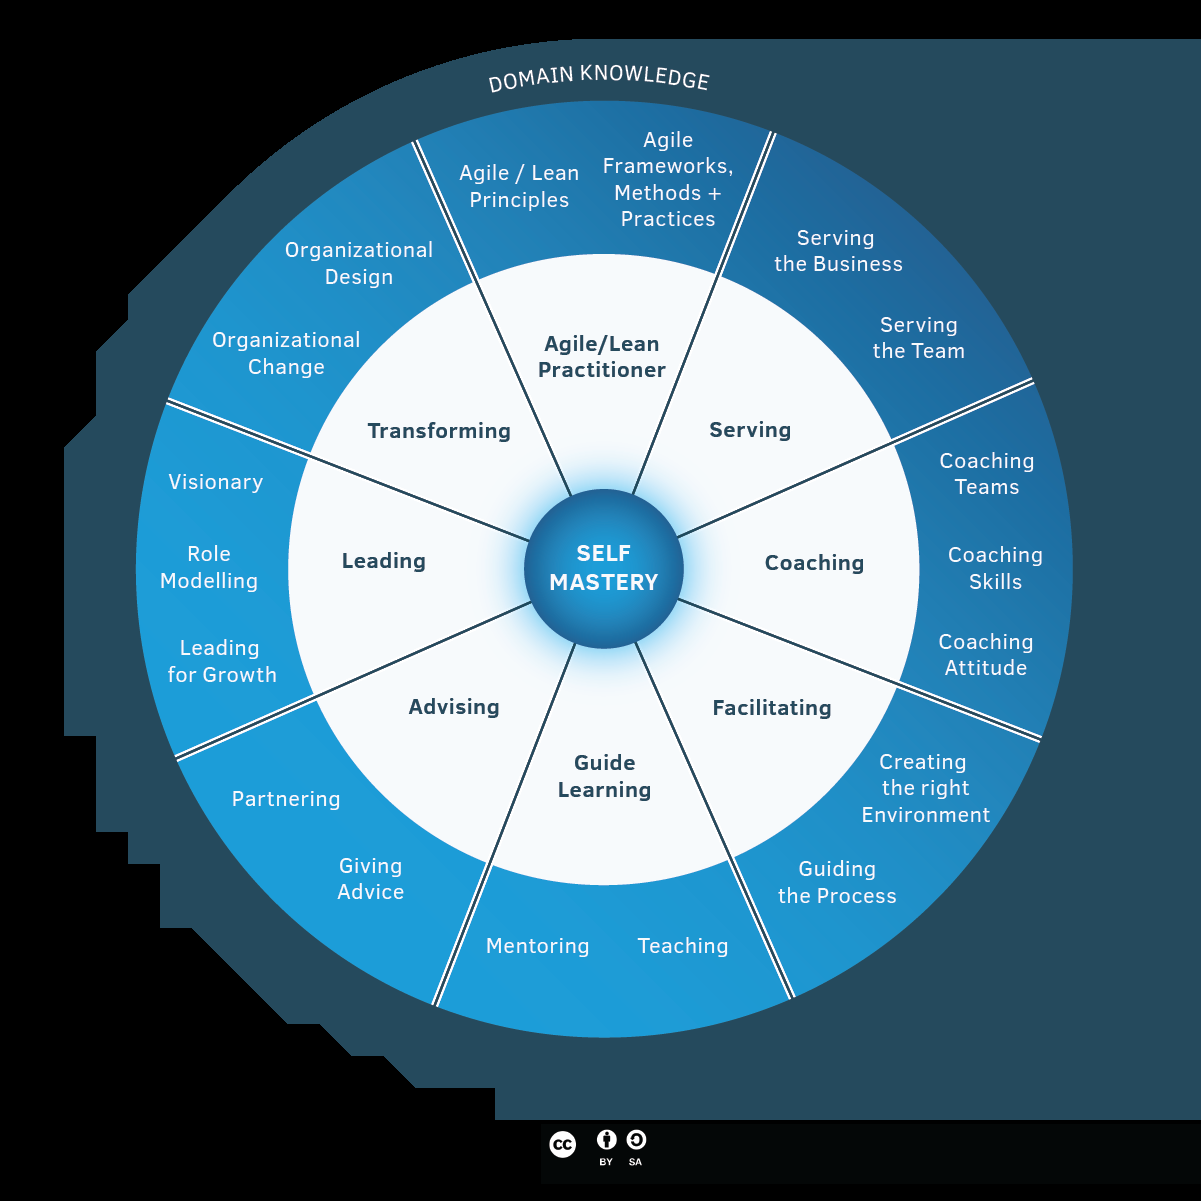 DOMAIN KNOWLEDGE
Agile / Lean
Principles
Agile
Frameworks,
Methods +
Practices
Serving
the Business
Serving
the Team
Coaching
Teams
Coaching
Skills
Coaching
Attitude
Creating
the right
Environment
Guiding
the Process
Teaching
Mentoring
Giving
Advice
Partnering
Leading
for Growth
Role
Modelling
Visionary
Organizational
Change
Organizational
Design
Agile/Lean
Practitioner
Serving
Coaching
Facilitating
Guide
Learning
Advising
Leading
Transforming
SELF
MASTERY
cc
BY SA